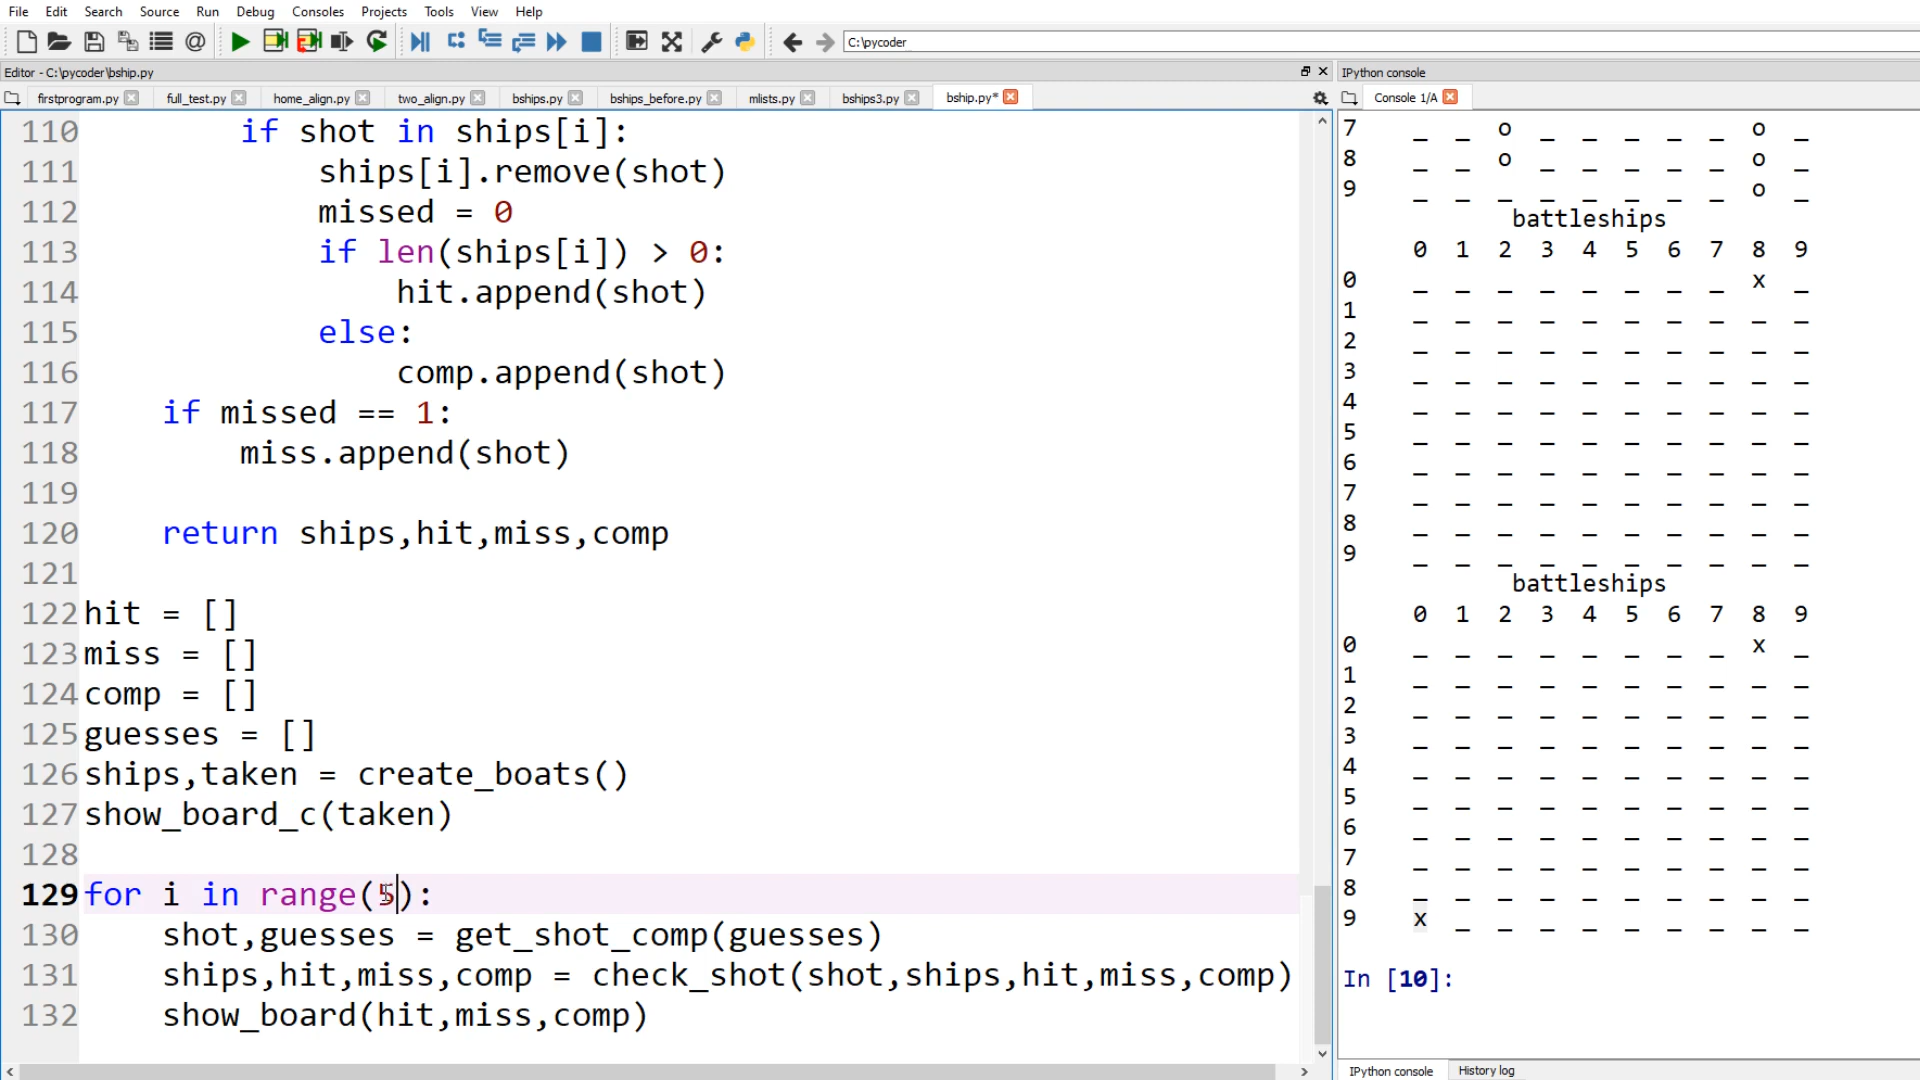 File Edit Search Source Run Debug Consoles Projects Tools View Help
C:\pycoder
Editor - C:\pycoder\bship.py
IPython console
firstprogram.py full_test.py home_align.py two_align.py bships.py bships_before.py mlists.py bships3.py bship.py*
Console 1/A
110 if shot in ships[i]:
111 ships[i].remove(shot)
112 missed = 0
113 if len(ships[i]) > 0:
114 hit.append(shot)
115 else:
116 comp.append(shot)
117 if missed == 1:
118 miss.append(shot)
119
120 return ships,hit,miss,comp
121
122 hit = []
123 miss = []
124 comp = []
125 guesses = []
126 ships,taken = create_boats()
127 show_board_c(taken)
128
129 for i in range(5):
130 shot,guesses = get_shot_comp(guesses)
131 ships,hit,miss,comp = check_shot(shot,ships,hit,miss,comp)
132 show_board(hit,miss,comp)
7 _ _ o _ _ _ _ _ o _
8 _ _ o _ _ _ _ _ o _
9 _ _ _ _ _ _ _ _ o _
battleships
0 1 2 3 4 5 6 7 8 9
0 _ _ _ _ _ _ _ _ x _
1 _ _ _ _ _ _ _ _ _ _
2 _ _ _ _ _ _ _ _ _ _
3 _ _ _ _ _ _ _ _ _ _
4 _ _ _ _ _ _ _ _ _ _
5 _ _ _ _ _ _ _ _ _ _
6 _ _ _ _ _ _ _ _ _ _
7 _ _ _ _ _ _ _ _ _ _
8 _ _ _ _ _ _ _ _ _ _
9 _ _ _ _ _ _ _ _ _ _
battleships
0 1 2 3 4 5 6 7 8 9
0 _ _ _ _ _ _ _ _ x _
1 _ _ _ _ _ _ _ _ _ _
2 _ _ _ _ _ _ _ _ _ _
3 _ _ _ _ _ _ _ _ _ _
4 _ _ _ _ _ _ _ _ _ _
5 _ _ _ _ _ _ _ _ _ _
6 _ _ _ _ _ _ _ _ _ _
7 _ _ _ _ _ _ _ _ _ _
8 _ _ _ _ _ _ _ _ _ _
9 x _ _ _ _ _ _ _ _ _
In [10]:
IPython console History log